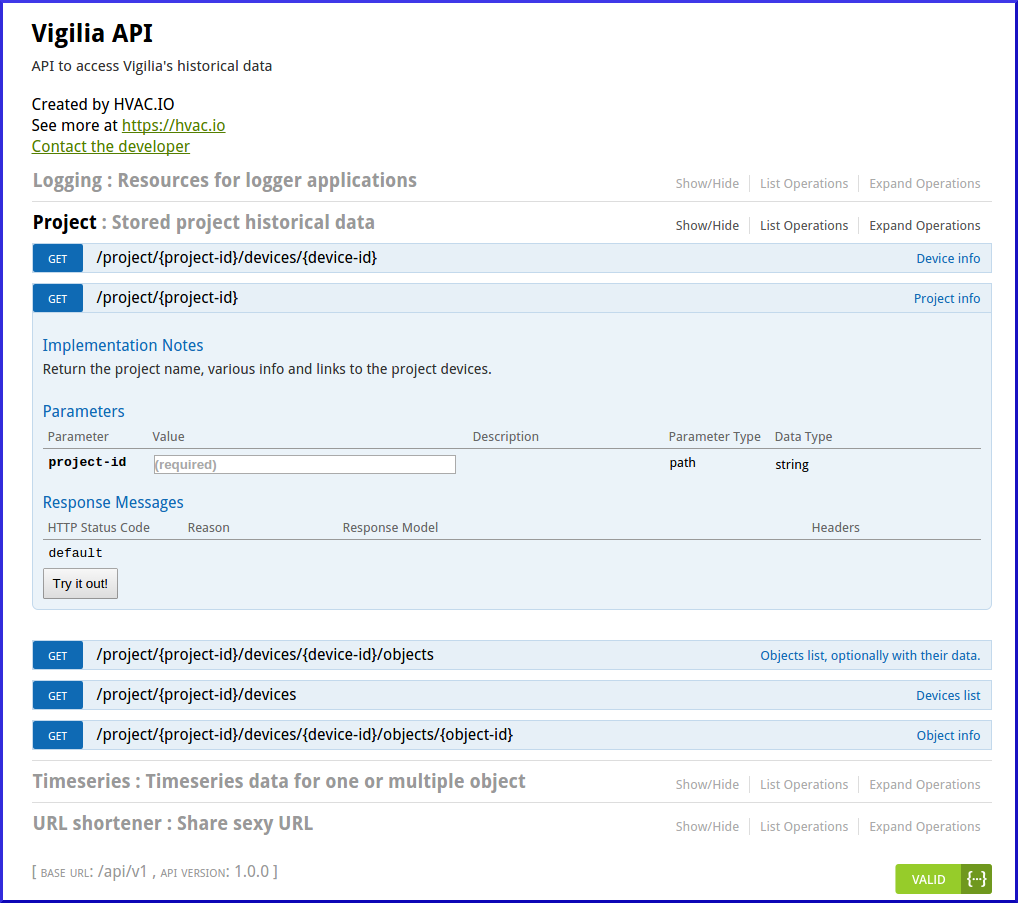 Vigilia API
API to access Vigilia's historical data
Created by HVAC.IO
See more at https://hvac.io
Contact the developer
Logging : Resources for logger applications Show/Hide List Operations Expand Operations
Project : Stored project historical data Show/Hide List Operations Expand Operations
GET /project/{project-id}/devices/{device-id} Device info
GET /project/{project-id} Project info
Implementation Notes
Return the project name, various info and links to the project devices.
Parameters
Parameter Value Description Parameter Type Data Type
project-id (required) path string
Response Messages
HTTP Status Code Reason Response Model Headers
default
Try it out!
GET /project/{project-id}/devices/{device-id}/objects Objects list, optionally with their data.
GET /project/{project-id}/devices Devices list
GET /project/{project-id}/devices/{device-id}/objects/{object-id} Object info
Timeseries : Timeseries data for one or multiple object Show/Hide List Operations Expand Operations
URL shortener : Share sexy URL Show/Hide List Operations Expand Operations
[ BASE URL: /api/v1 , API VERSION: 1.0.0 ]
VALID {···}